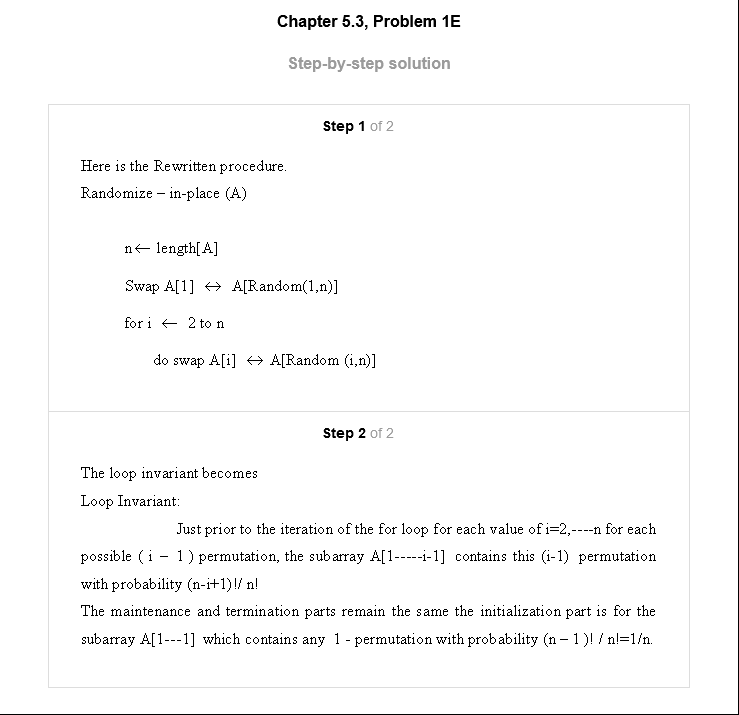 Chapter 5.3, Problem 1E
Step-by-step solution
Step 1 of 2
Here is the Rewritten procedure.
Randomize – in-place (A)
n← length[A]
Swap A[1] ↔ A[Random(1,n)]
for i ← 2 to n
do swap A[i] ↔ A[Random (i,n)]
Step 2 of 2
The loop invariant becomes
Loop Invariant:
Just prior to the iteration of the for loop for each value of i=2,----n for each
possible ( i – 1 ) permutation, the subarray A[1-----i-1] contains this (i-1) permutation
with probability (n-i+1)!/ n!
The maintenance and termination parts remain the same the initialization part is for the
subarray A[1---1] which contains any 1 - permutation with probability (n – 1 )! / n!=1/n.